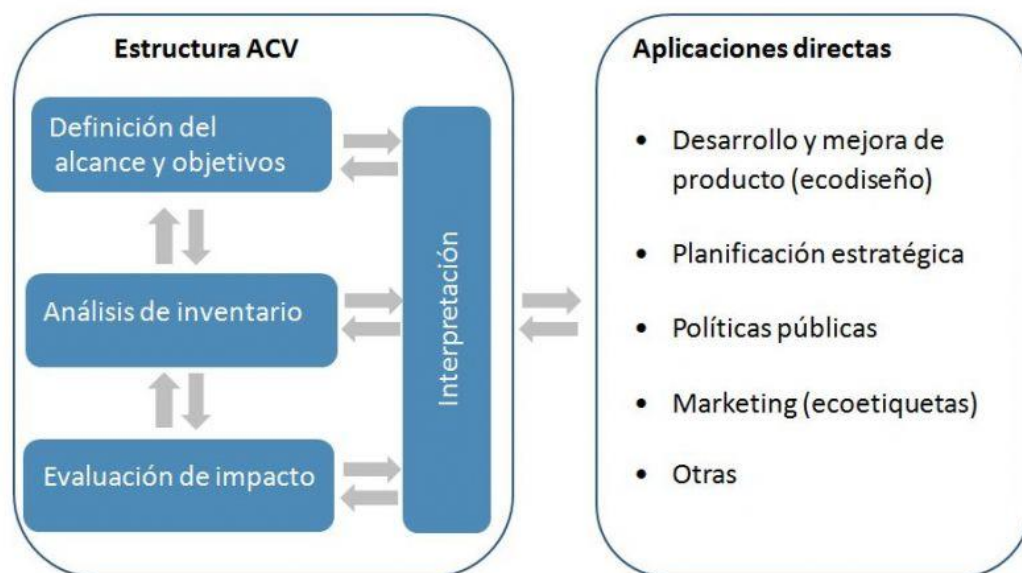 Estructura ACV
Definición del
alcance y objetivos
Análisis de inventario
Evaluación de impacto
Interpretación
Aplicaciones directas
• Desarrollo y mejora de
producto (ecodiseño)
• Planificación estratégica
• Políticas públicas
• Marketing (ecoetiquetas)
• Otras